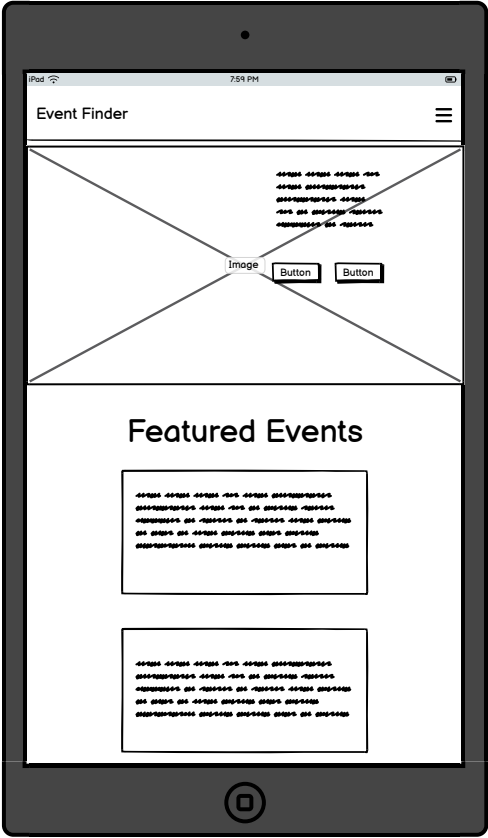 iPad
7:59 PM
Event Finder
Image
Button
Button
Featured Events